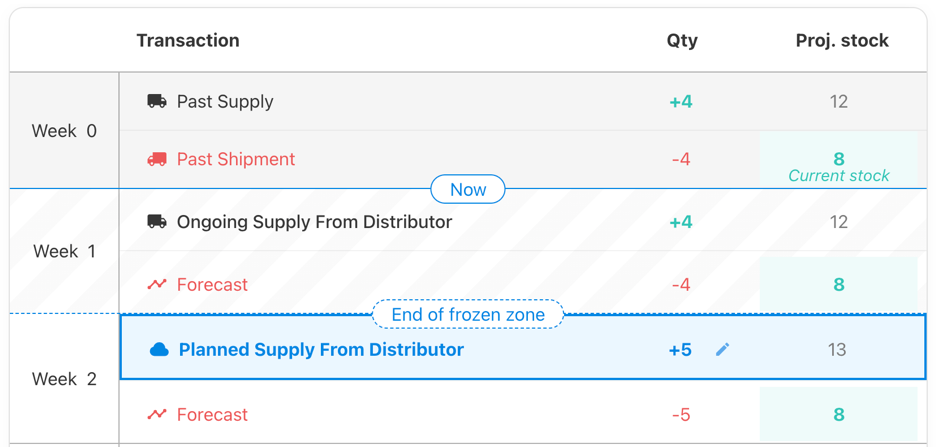 Transaction Qty Proj. stock
Week 0
Past Supply +4 12
Past Shipment -4 8
Current stock
Now
Week 1
Ongoing Supply From Distributor +4 12
Forecast -4 8
End of frozen zone
Week 2
Planned Supply From Distributor +5 13
Forecast -5 8